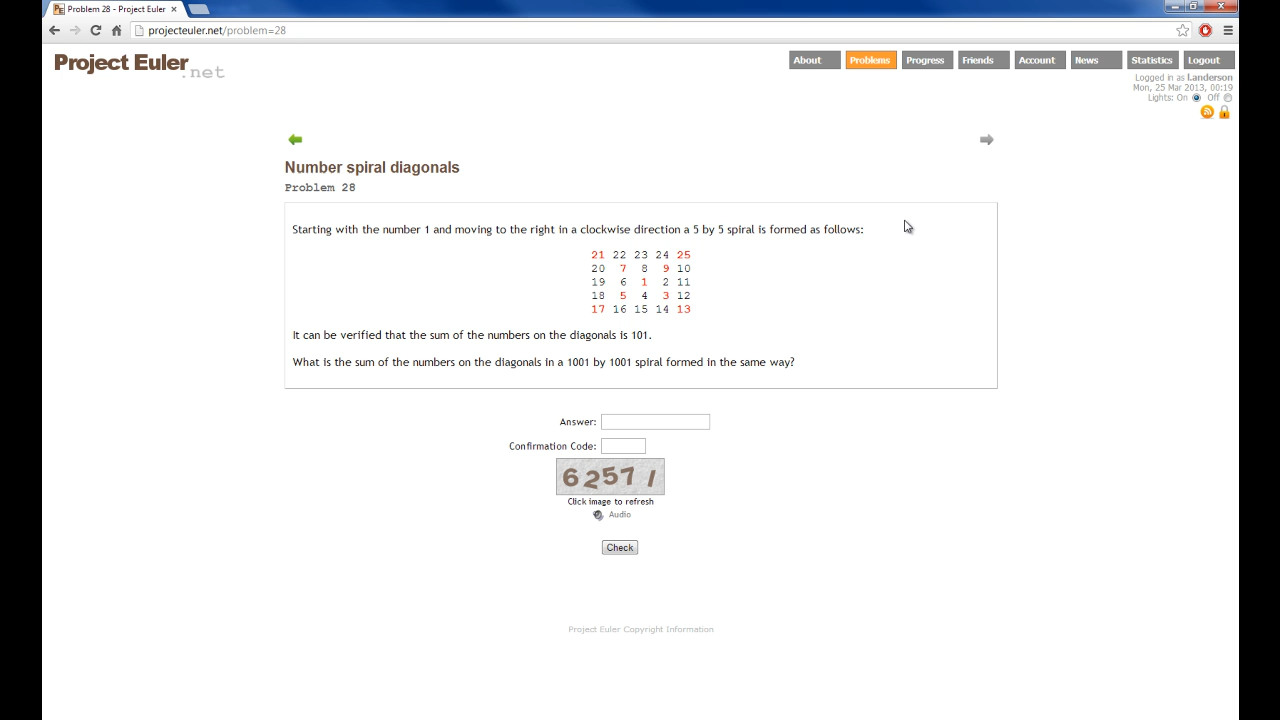 Problem 28 - Project Euler
projecteuler.net/problem=28
Project Euler
.net
About Problems Progress Friends Account News Statistics Logout
Logged in as l.anderson
Mon, 25 Mar 2013, 00:19
Lights: On Off
Number spiral diagonals
Problem 28
Starting with the number 1 and moving to the right in a clockwise direction a 5 by 5 spiral is formed as follows:
21 22 23 24 25
20 7 8 9 10
19 6 1 2 11
18 5 4 3 12
17 16 15 14 13
It can be verified that the sum of the numbers on the diagonals is 101.
What is the sum of the numbers on the diagonals in a 1001 by 1001 spiral formed in the same way?
Answer:
Confirmation Code:
62571
Click image to refresh
Audio
Check
Project Euler Copyright Information